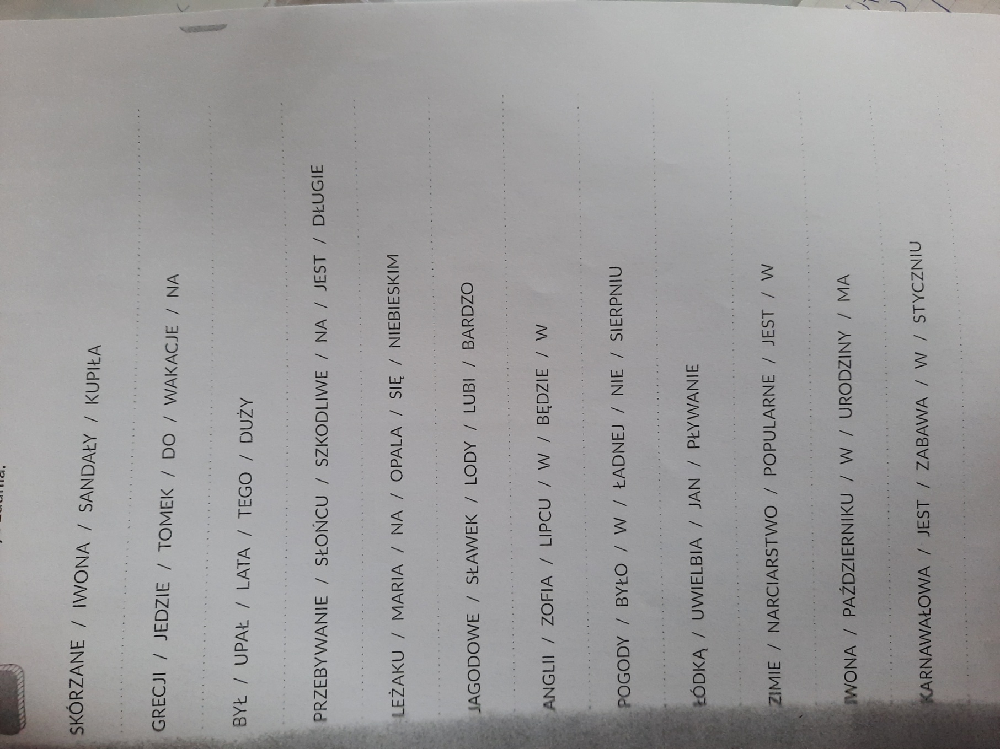 SKÓRZANE / IWONA / SANDAŁY / KUPIŁA
GRECJI / JEDZIE / TOMEK / DO / WAKACJE / NA
BYŁ / UPAŁ / LATA / TEGO / DUŻY
PRZEBYWANIE / SŁOŃCU / SZKODLIWE / NA / JEST / DŁUGIE
LEŻAKU / MARIA / NA / OPALA / SIĘ / NIEBIESKIM
JAGODOWE / SŁAWEK / LODY / LUBI / BARDZO
ANGLII / ZOFIA / LIPCU / W / BĘDZIE / W
POGODY / BYŁO / W / ŁADNEJ / NIE / SIERPNIU
ŁÓDKĄ / UWIELBIA / JAN / PŁYWANIE
ZIMIE / NARCIARSTWO / POPULARNE / JEST / W
IWONA / PAŹDZIERNIKU / W / URODZINY / MA
KARNAWAŁOWA / JEST / ZABAWA / W / STYCZNIU